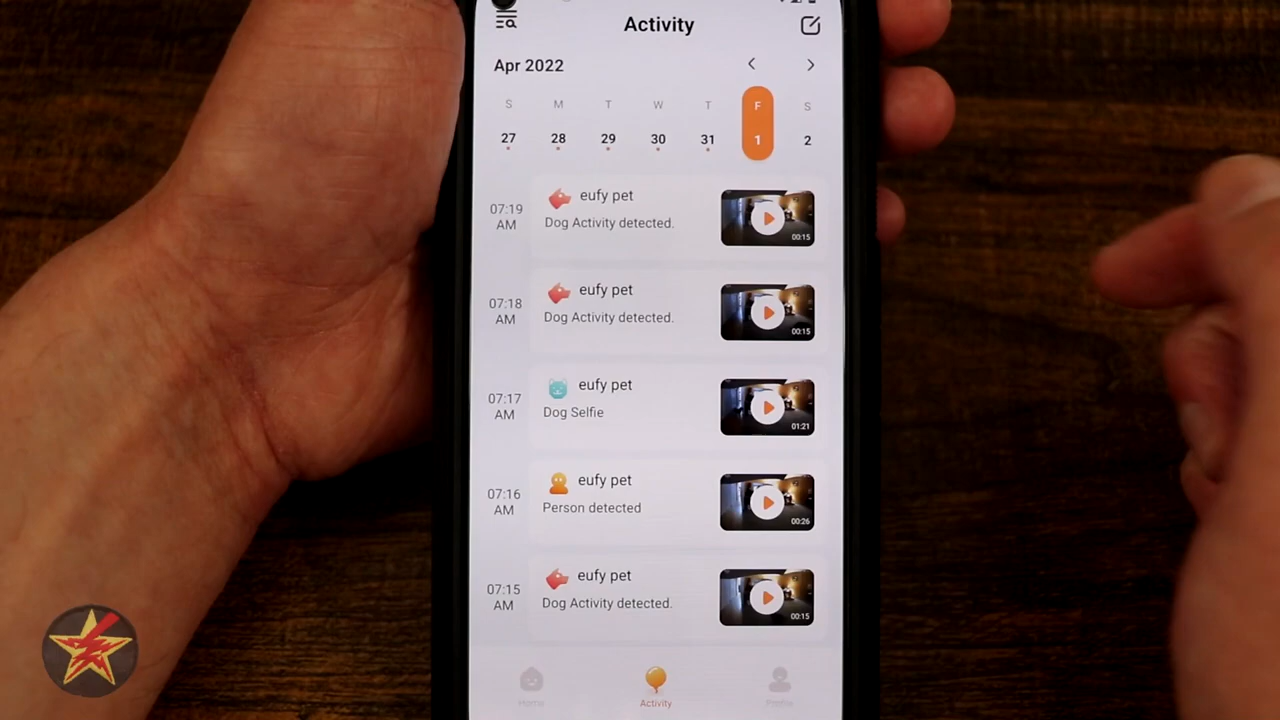 Activity
Apr 2022
S M T W T F S
27 28 29 30 31 1 2
07:19 AM
eufy pet
Dog Activity detected.
00:15
07:18 AM
eufy pet
Dog Activity detected.
00:15
07:17 AM
eufy pet
Dog Selfie
01:21
07:16 AM
eufy pet
Person detected
00:26
07:15 AM
eufy pet
Dog Activity detected.
00:15
Home Activity Profile